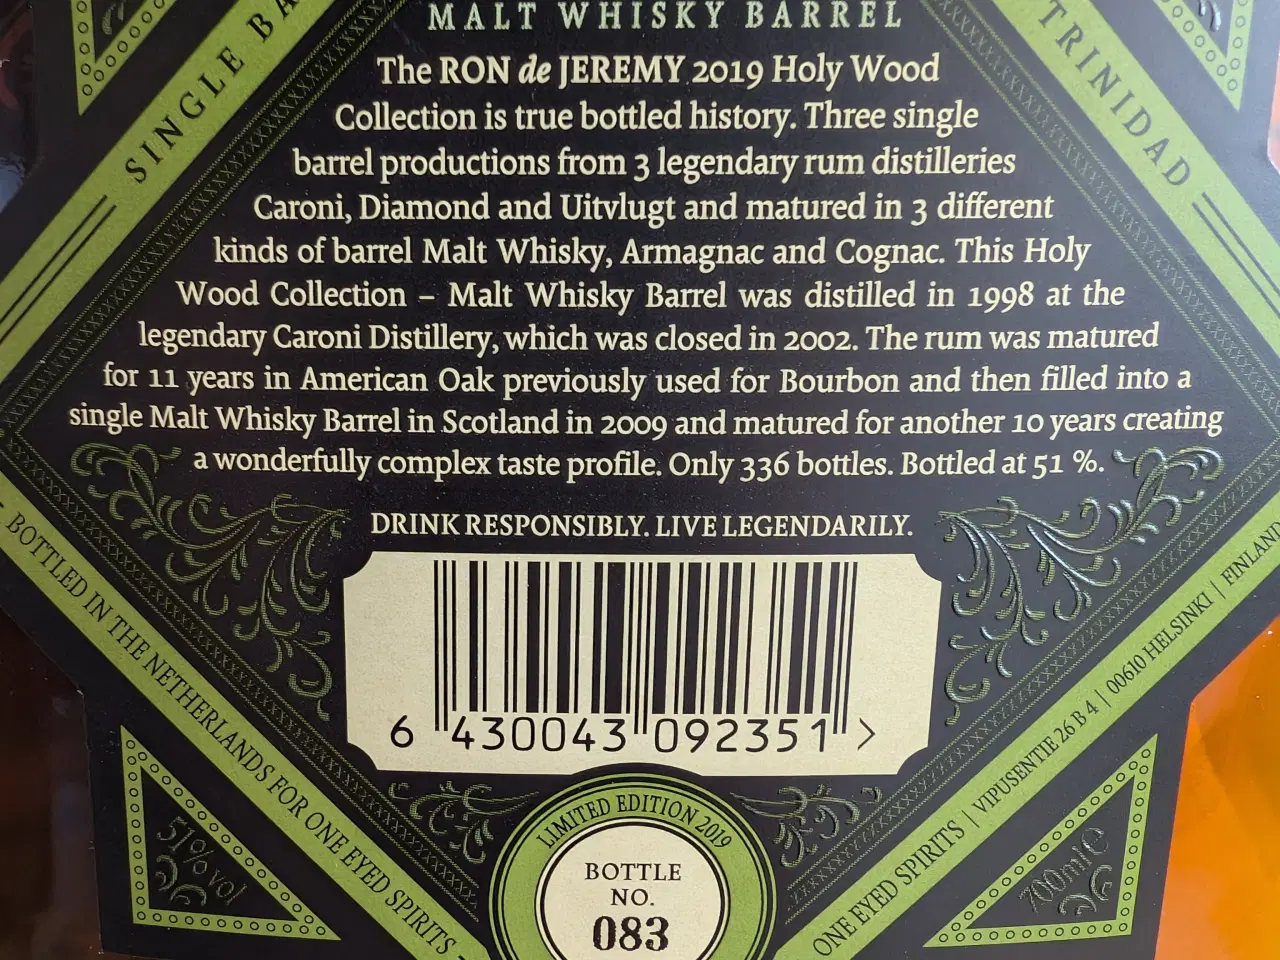 MALT WHISKY BARREL
SINGLE BA
TRINIDAD
The RON de JEREMY 2019 Holy Wood
Collection is true bottled history. Three single
barrel productions from 3 legendary rum distilleries
Caroni, Diamond and Uitvlugt and matured in 3 different
kinds of barrel Malt Whisky, Armagnac and Cognac. This Holy
Wood Collection – Malt Whisky Barrel was distilled in 1998 at the
legendary Caroni Distillery, which was closed in 2002. The rum was matured
for 11 years in American Oak previously used for Bourbon and then filled into a
single Malt Whisky Barrel in Scotland in 2009 and matured for another 10 years creating
a wonderfully complex taste profile. Only 336 bottles. Bottled at 51 %.
DRINK RESPONSIBLY. LIVE LEGENDARILY.
6 430043 092351 >
BOTTLED IN THE NETHERLANDS FOR ONE EYED SPIRITS
ONE EYED SPIRITS | VIPUSENTIE 26 B 4 | 00610 HELSINKI | FINLAND
51% vol
700ml e
LIMITED EDITION 2019
BOTTLE
NO.
083